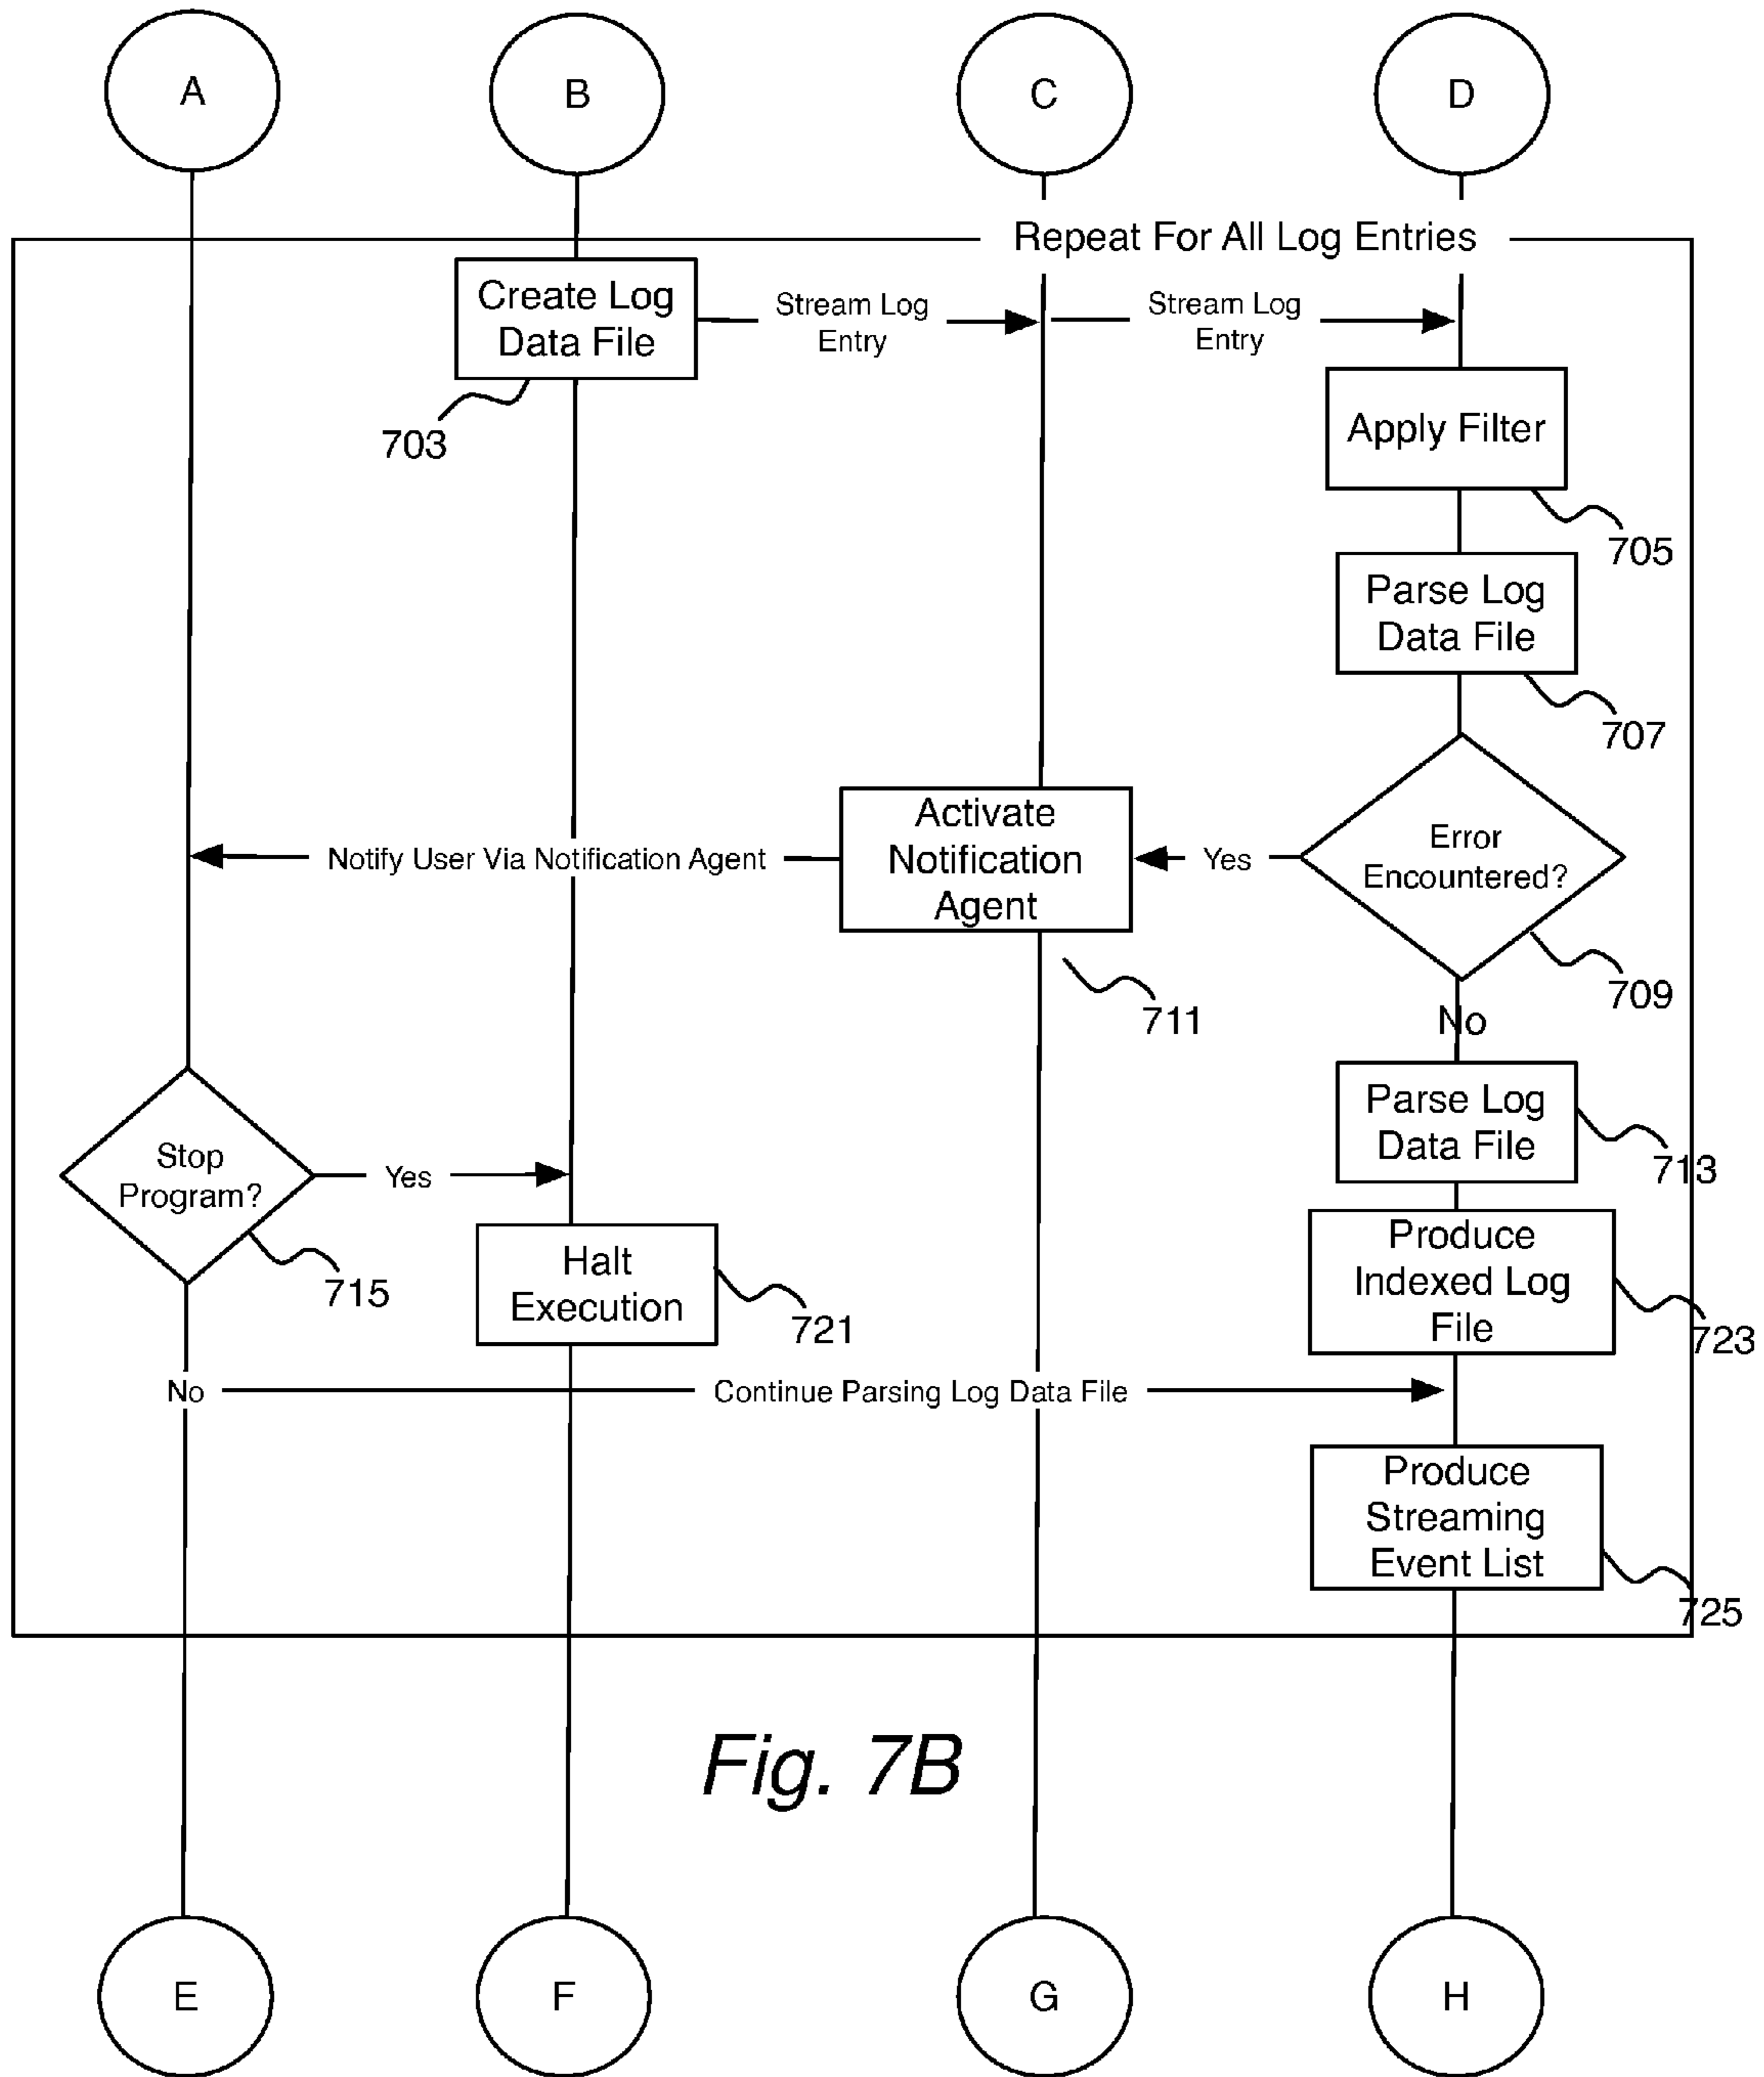 A
B
C
D
Repeat For All Log Entries
Create Log
Data File
703
Stream Log
Entry
Stream Log
Entry
Apply Filter
705
Parse Log
Data File
707
Error
Encountered?
709
Yes
Activate
Notification
Agent
711
Notify User Via Notification Agent
No
Parse Log
Data File
713
Stop
Program?
715
Yes
Halt
Execution
721
Produce
Indexed Log
File
723
No
Continue Parsing Log Data File
Produce
Streaming
Event List
725
Fig. 7B
E
F
G
H